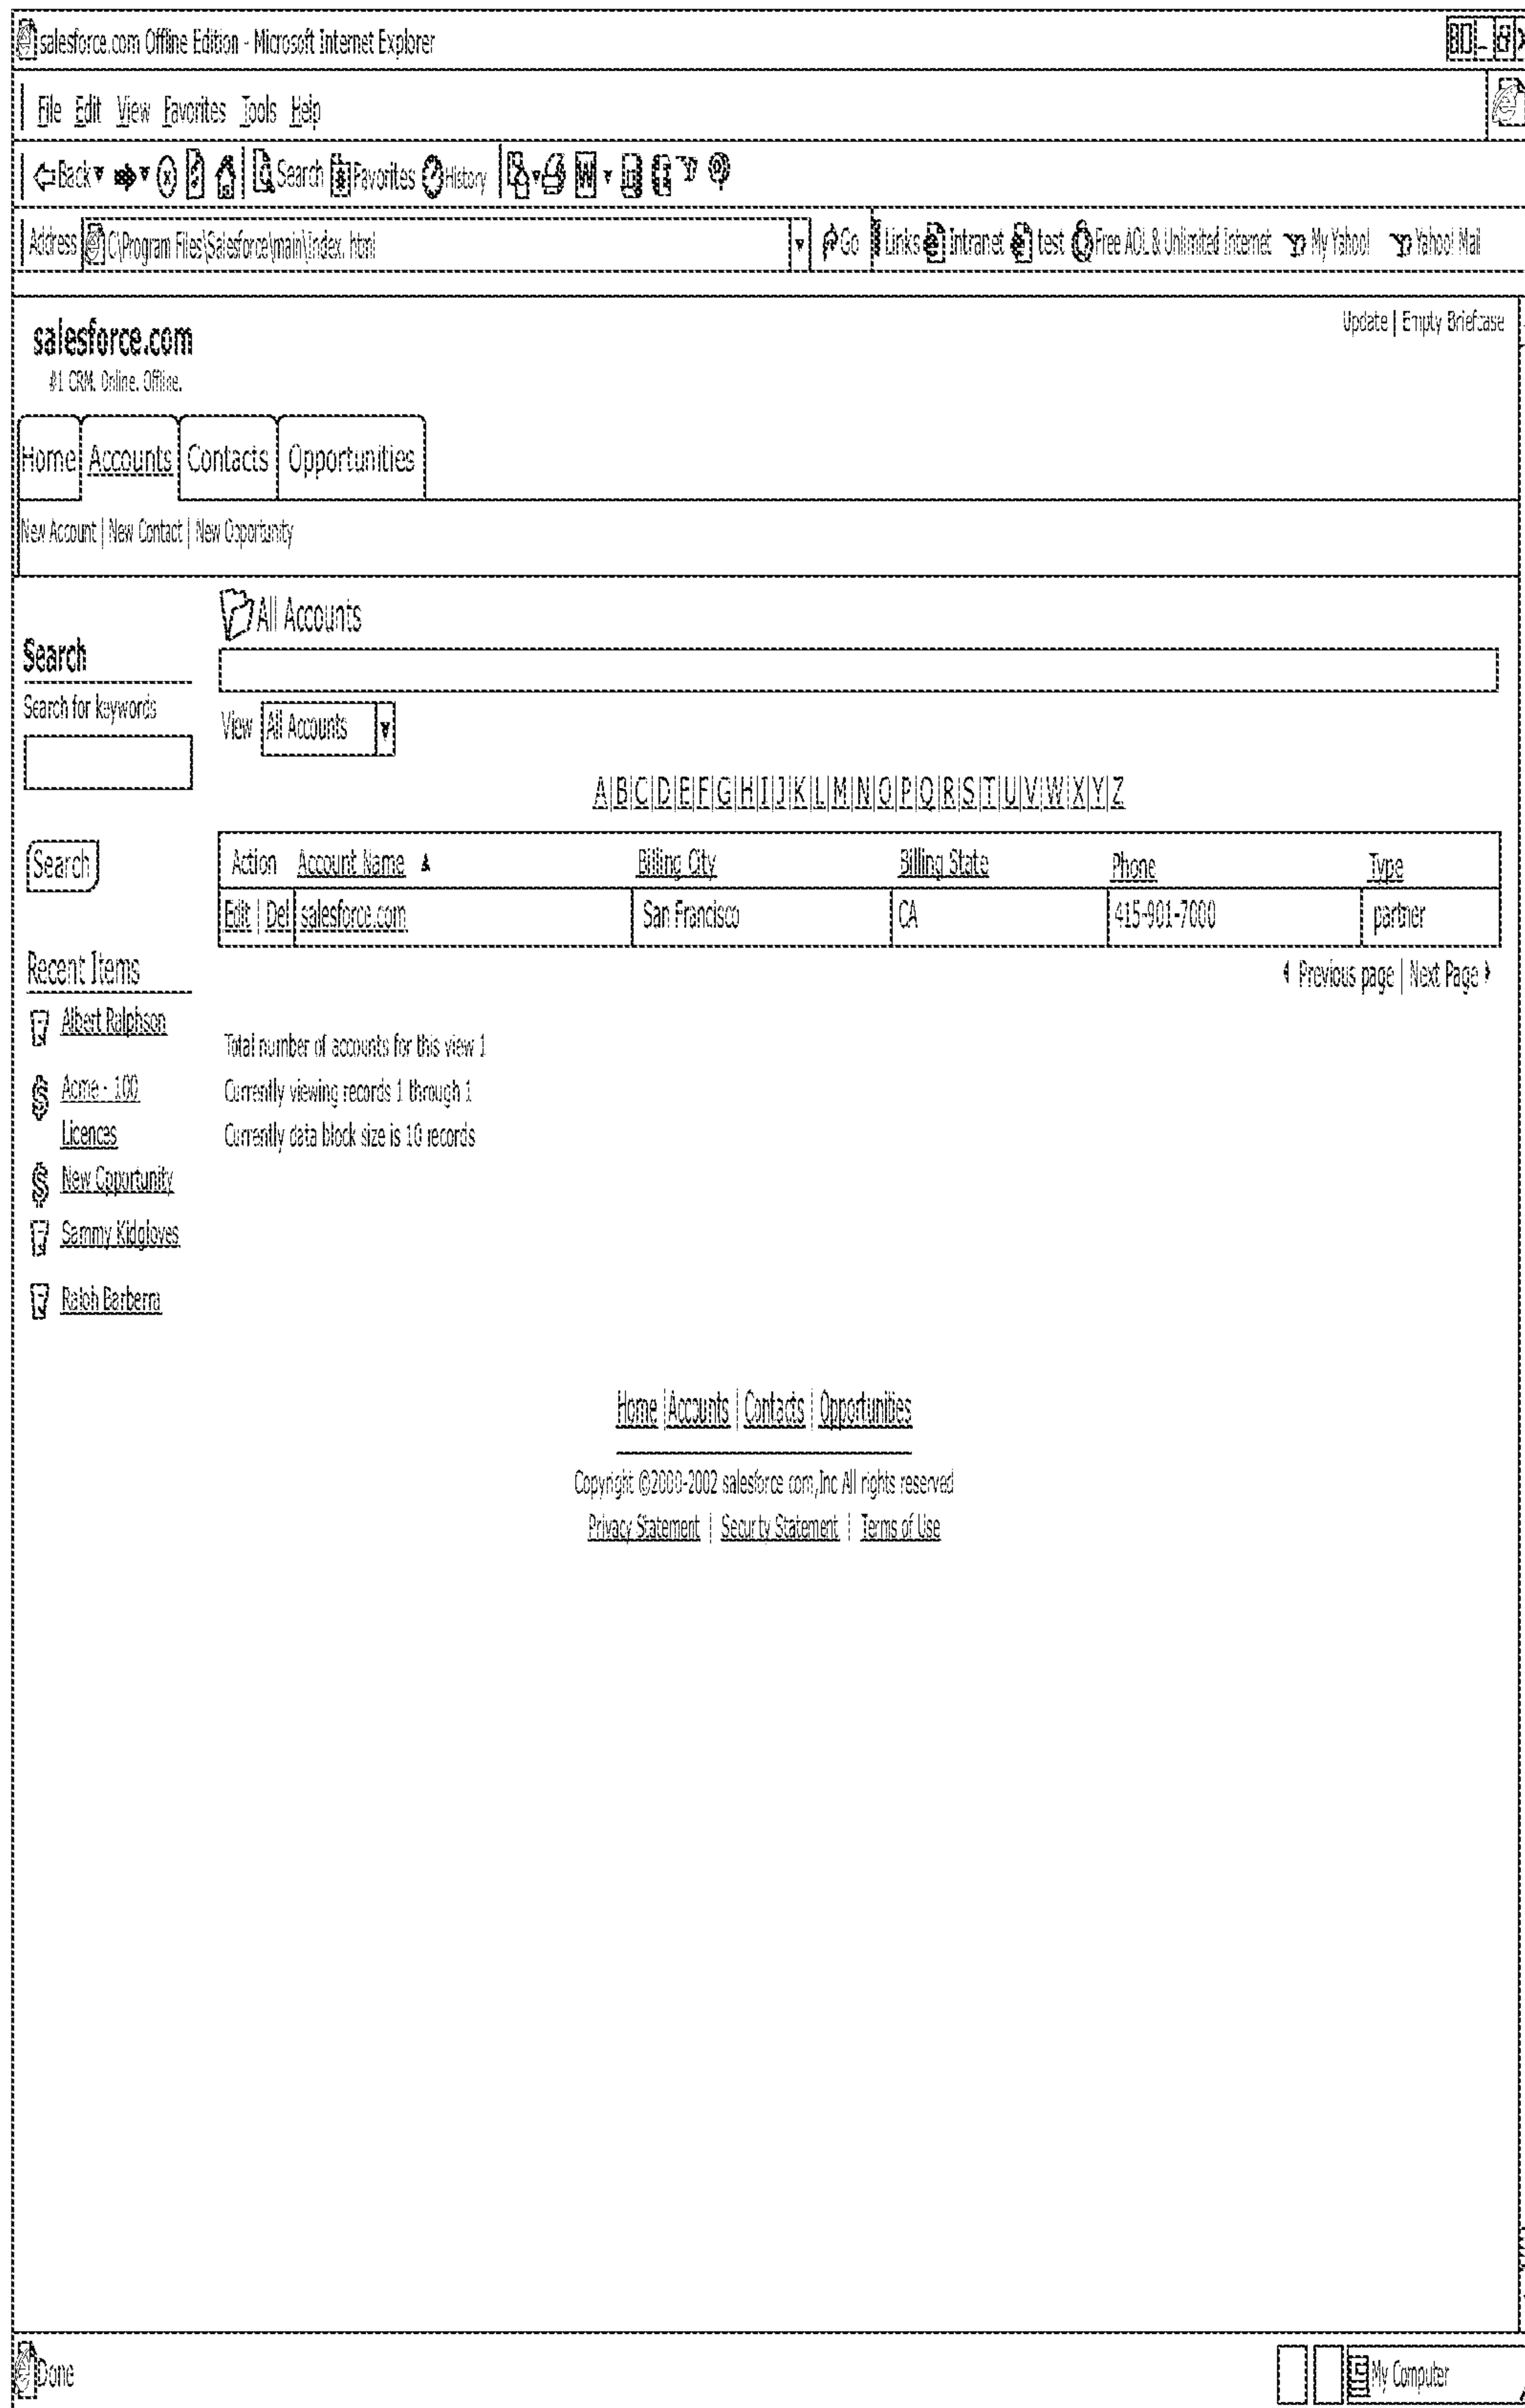 salesforce.com Offline Edition - Microsoft Internet Explorer
File Edit View Favorites Tools Help
Back Search Favorites History W
Address C\Program Files\Salesforce\main\index. html Go Links Intranet test Free AOL & Unlimited Internet My Yahoo! Yahoo! Mail
salesforce.com
Update | Empty Briefcase
#1 CRM. Online. Offline.
Home Accounts Contacts Opportunities
New Account | New Contact | New Opportunity
All Accounts
Search
Search for keywords
View All Accounts
A|B|C|D|E|F|G|H|I|J|K|L|M|N|O|P|Q|R|S|T|U|V|W|X|Y|Z
Search
Action Account Name Billing City Billing State Phone Type
Edit | Del salesforce.com San Francisco CA 415-901-7000 partner
Previous page | Next Page
Recent Items
Albert Ralphson
Acme - 100
Licences
New Opportunity
Sammy Kidgloves
Ralph Barberra
Total number of accounts for this view 1
Currently viewing records 1 through 1
Currently data block size is 10 records
Home | Accounts | Contacts | Opportunities
Copyright ©2000-2002 salesforce com,Inc All rights reserved
Privacy Statement | Security Statement | Terms of Use
Done
My Computer